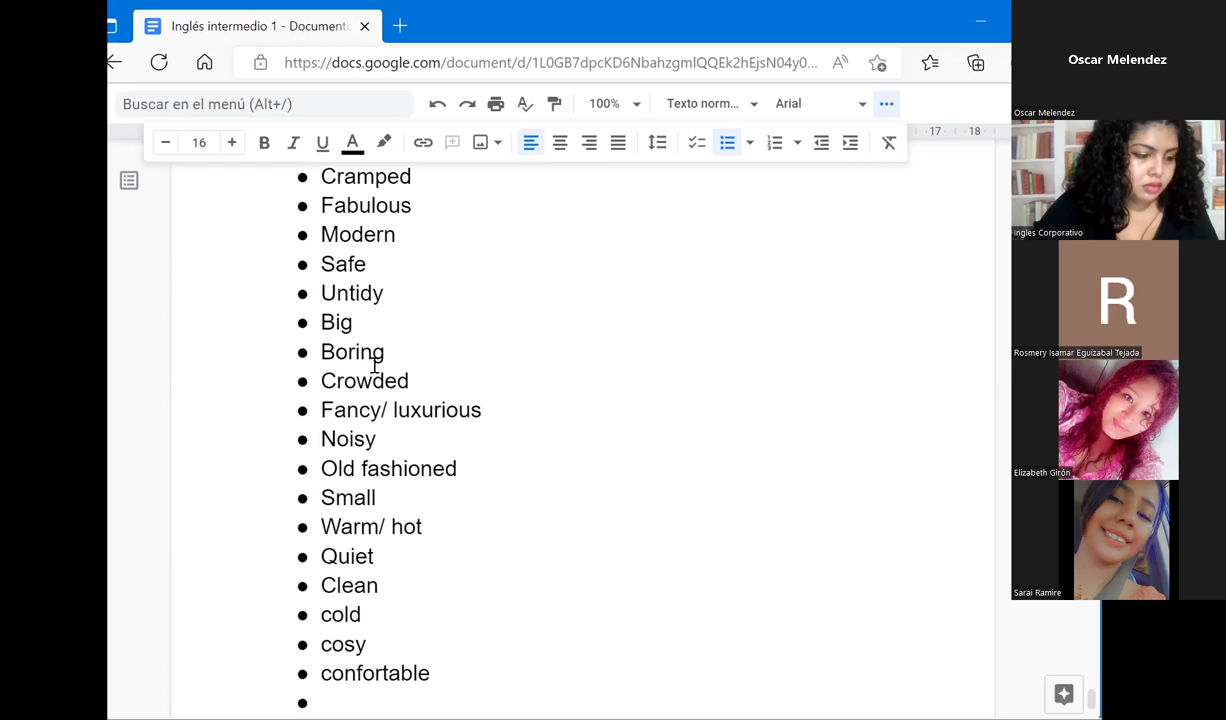 Inglés intermedio 1 - Documento
https://docs.google.com/document/d/1L0GB7dpcKD6NbahzgmlQQEk2hEjsN04y0...
Buscar en el menú (Alt+/)
100%
Texto norm...
Arial
16
17
18
Cramped
Fabulous
Modern
Safe
Untidy
Big
Boring
Crowded
Fancy/ luxurious
Noisy
Old fashioned
Small
Warm/ hot
Quiet
Clean
cold
cosy
confortable
Oscar Melendez
Oscar Melendez
Ingles Corporativo
R
Rosmery Isamar Eguizabal Tejada
Elizabeth Girón
Sarai Ramire